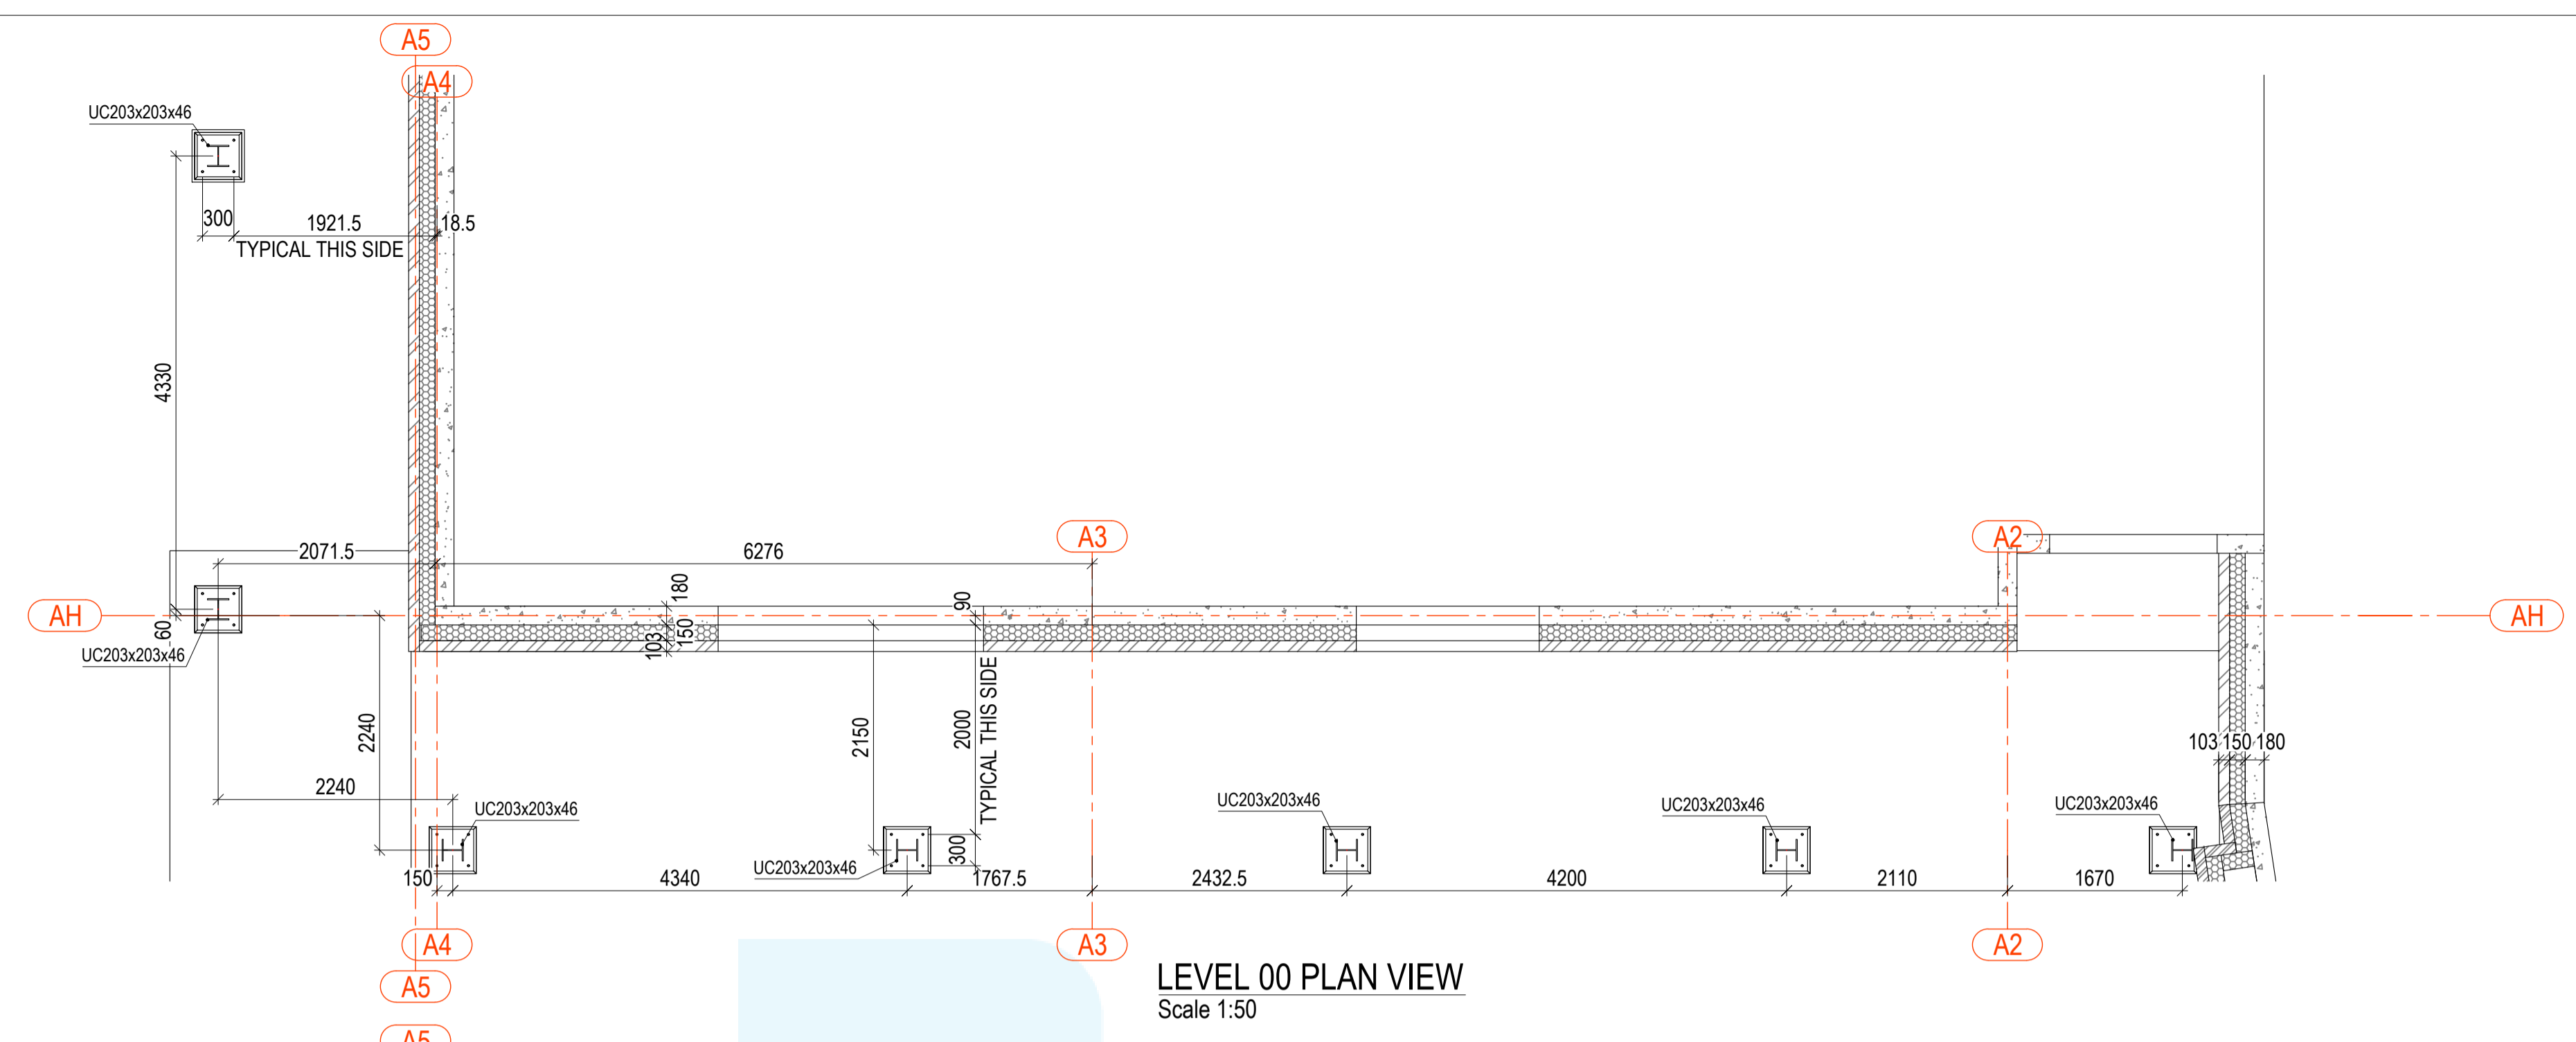 A5
A4
UC203x203x46
300
1921.5
18.5
TYPICAL THIS SIDE
4330
2071.5
6276
A3
A2
180
90
AH
AH
60
150
103
UC203x203x46
TYPICAL THIS SIDE
2240
2150
2000
103
150
180
2240
UC203x203x46
UC203x203x46
UC203x203x46
UC203x203x46
300
UC203x203x46
150
4340
1767.5
2432.5
4200
2110
1670
A4
A3
A2
LEVEL 00 PLAN VIEW
A5
Scale 1:50
A5